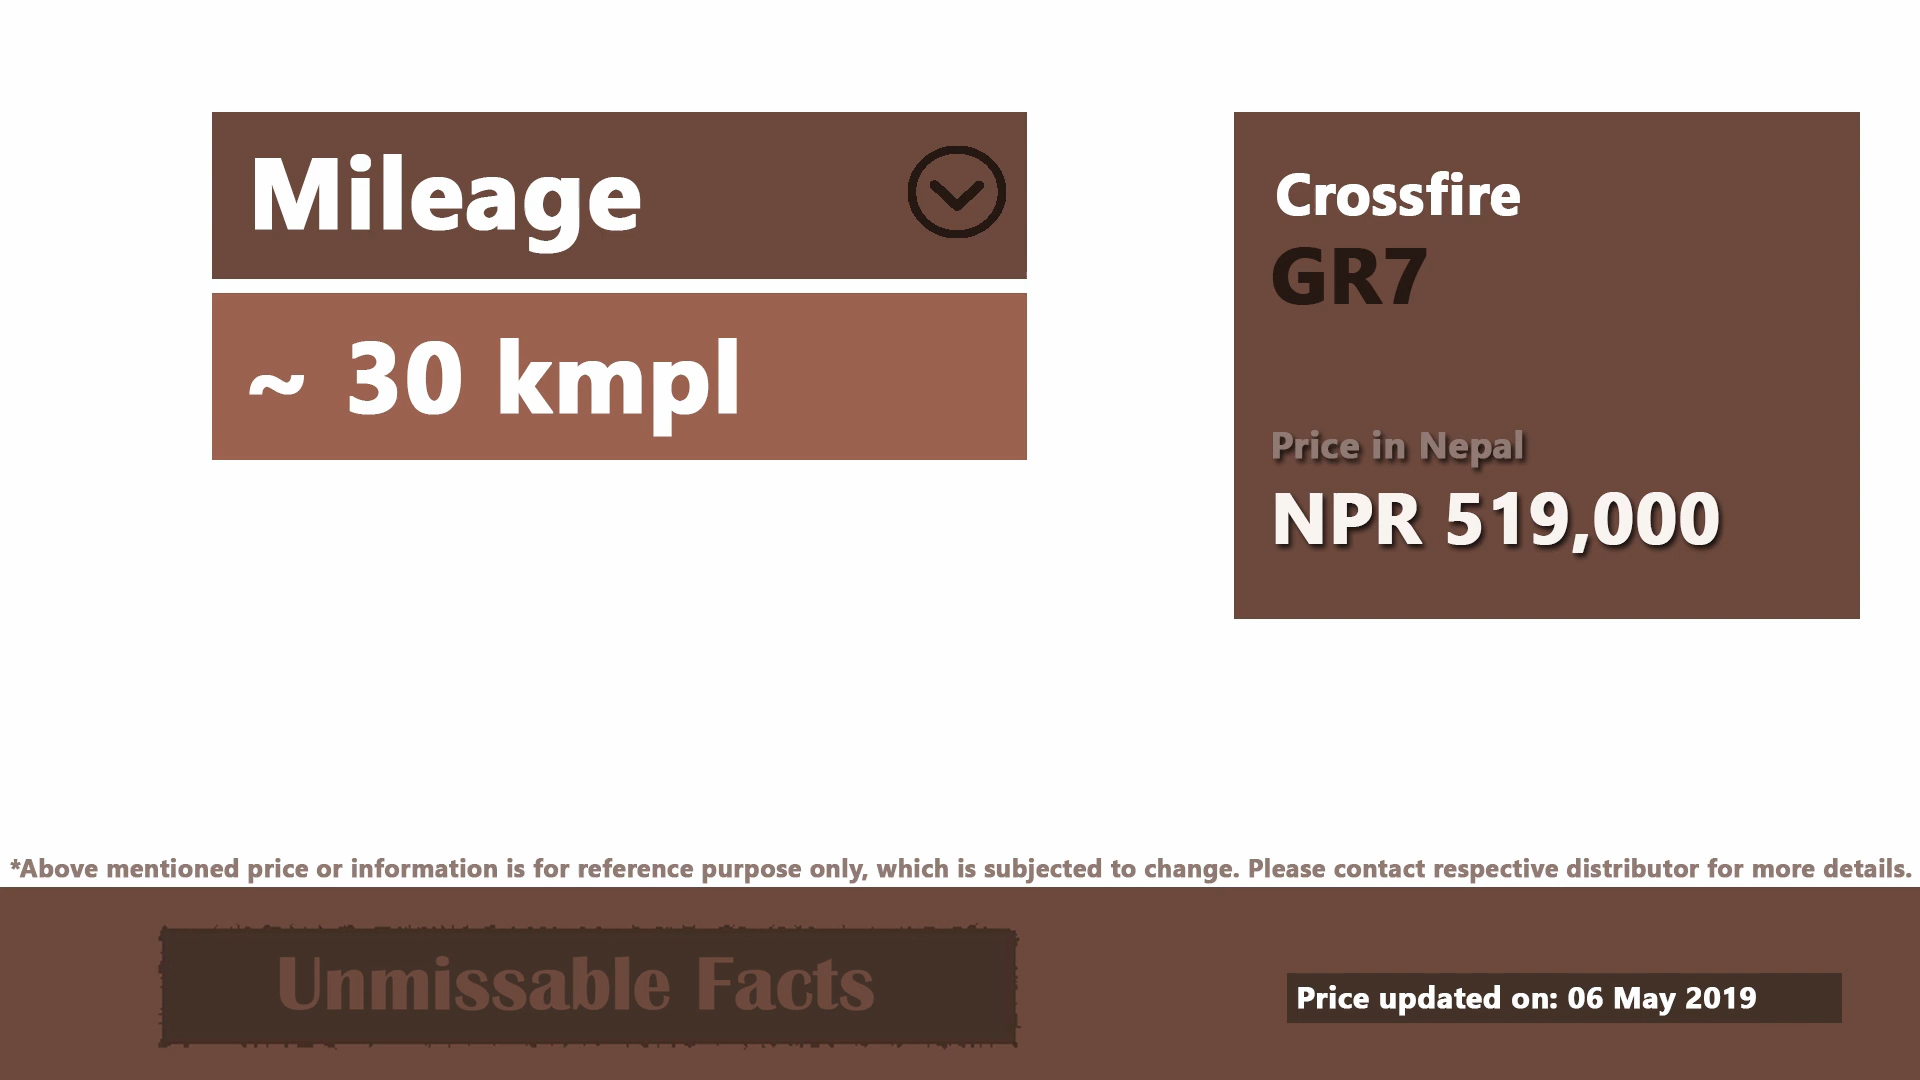 Mileage
~ 30 kmpl
Crossfire
GR7
Price in Nepal
NPR 519,000
*Above mentioned price or information is for reference purpose only, which is subjected to change. Please contact respective distributor for more details.
Unmissable Facts
Price updated on: 06 May 2019